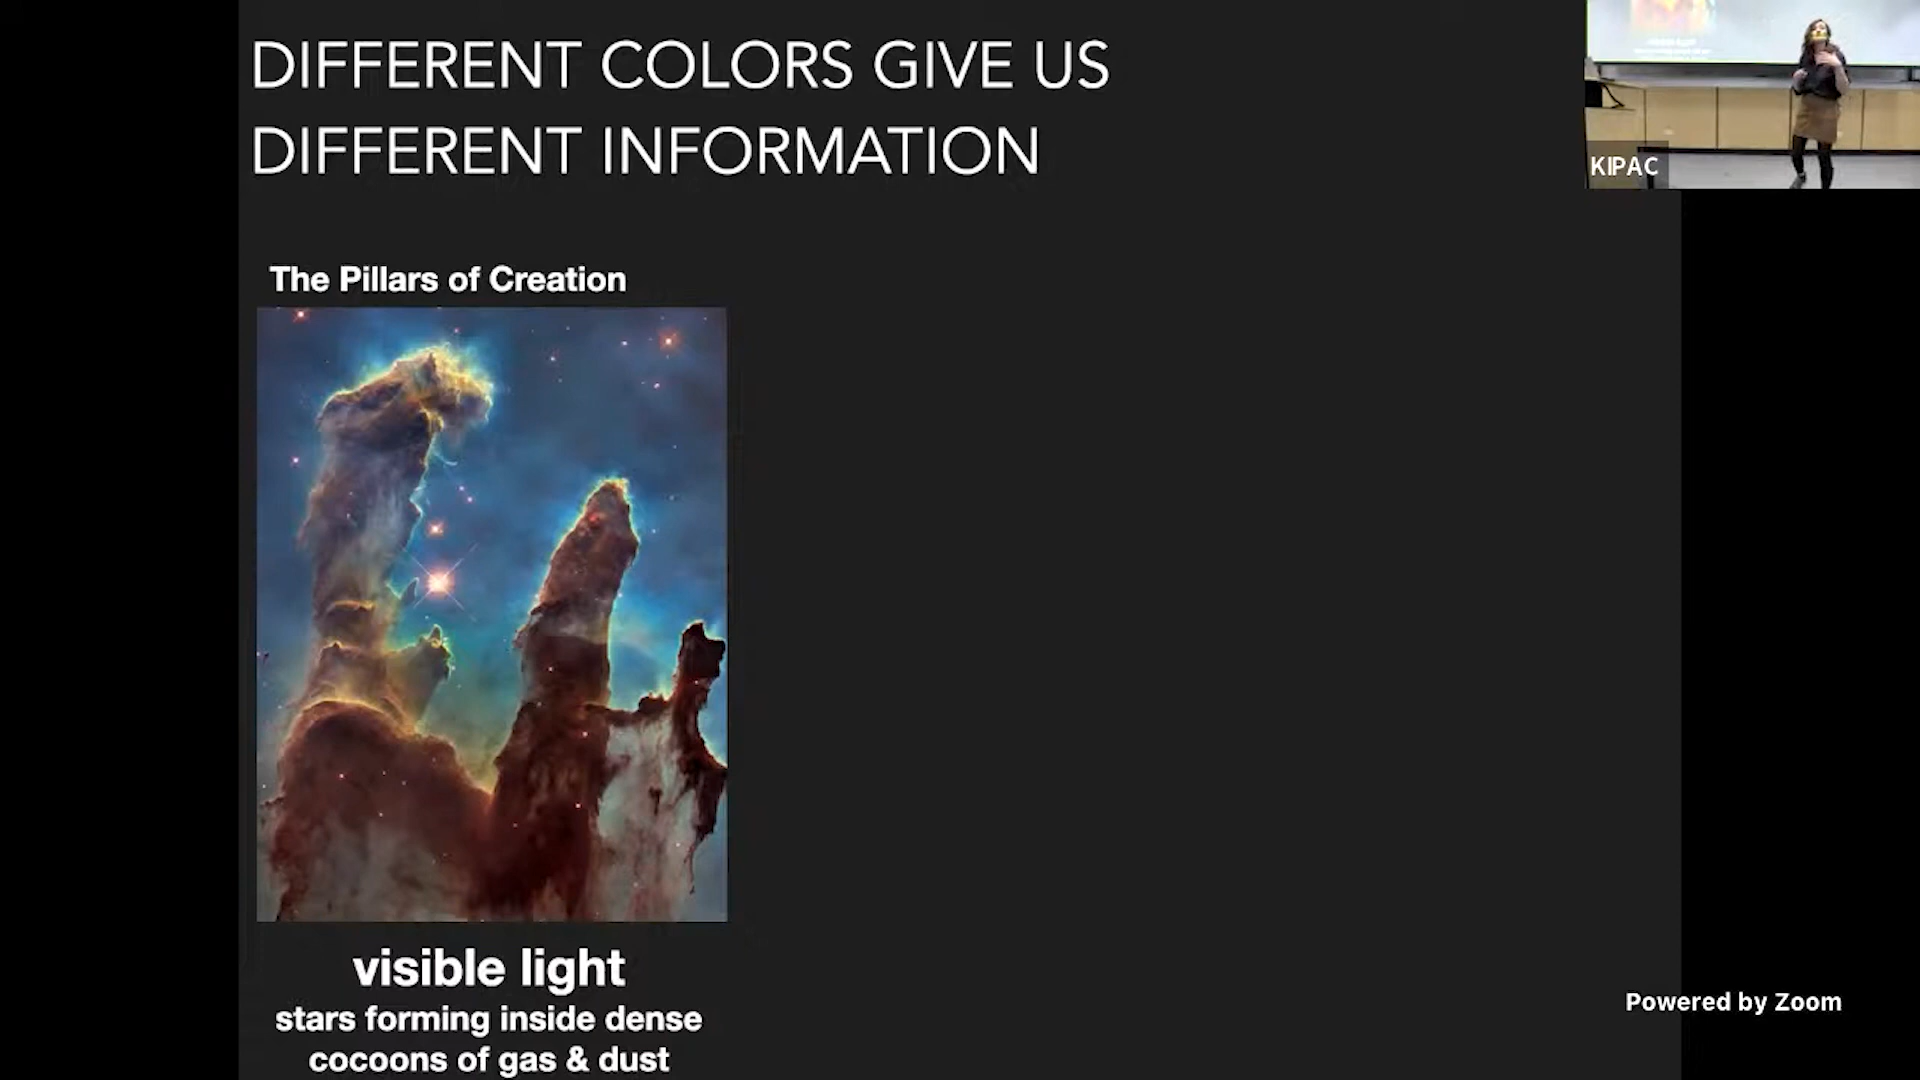 DIFFERENT COLORS GIVE US
DIFFERENT INFORMATION
KIPAC
The Pillars of Creation
visible light
stars forming inside dense
cocoons of gas & dust
Powered by Zoom